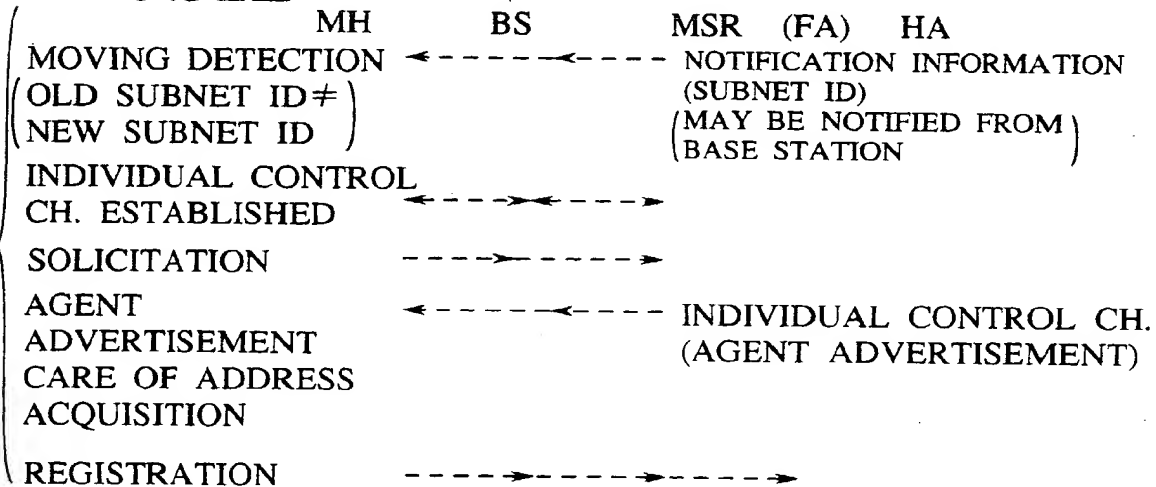 MH BS MSR (FA) HA
MOVING DETECTION NOTIFICATION INFORMATION
(OLD SUBNET ID≠ (SUBNET ID)
NEW SUBNET ID) (MAY BE NOTIFIED FROM
BASE STATION)
INDIVIDUAL CONTROL
CH. ESTABLISHED
SOLICITATION
AGENT INDIVIDUAL CONTROL CH.
ADVERTISEMENT (AGENT ADVERTISEMENT)
CARE OF ADDRESS
ACQUISITION
REGISTRATION